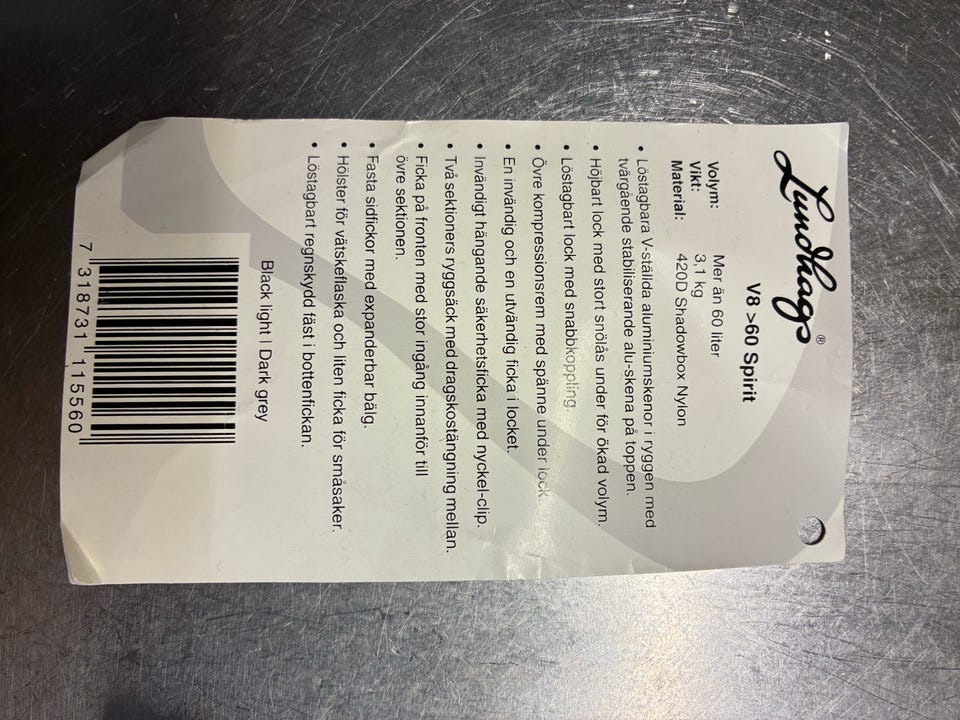 Lundhags®
V8 >60 Spirit
Volym: Mer än 60 liter
Vikt: 3,1 kg
Material: 420D Shadowbox Nylon
• Löstagbara V-ställda aluminiumskenor i ryggen med
tvärgående stabiliserande alu-skena på toppen.
• Höjbart lock med stort snölås under för ökad volym.
• Löstagbart lock med snabbkoppling.
• Övre kompressionsrem med spänne under lock.
• En invändig och en utvändig ficka i locket.
• Invändigt hängande säkerhetsficka med nyckel-clip.
• Två sektioners ryggsäck med dragskostängning mellan.
• Ficka på fronten med stor ingång innanför till
övre sektionen.
• Fasta sidfickor med expanderbar bälg.
• Hölster för vätskeflaska och liten ficka för småsaker.
• Löstagbart regnskydd fäst i bottenfickan.
Black light | Dark grey
7 318731 115560